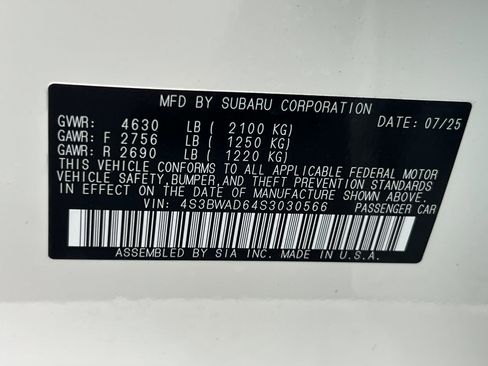 MFD BY SUBARU CORPORATION DATE: 07/25
GVWR: 4630 LB ( 2100 KG)
GAWR: F 2756 LB ( 1250 KG)
GAWR: R 2690 LB ( 1220 KG)
THIS VEHICLE CONFORMS TO ALL APPLICABLE FEDERAL MOTOR
VEHICLE SAFETY,BUMPER,AND THEFT PREVENTION STANDARDS
IN EFFECT ON THE DATE OF MANUFACTURE SHOWN ABOVE.
VIN: 4S3BWAD64S3030566 PASSENGER CAR
ASSEMBLED BY SIA INC. MADE IN U.S.A.